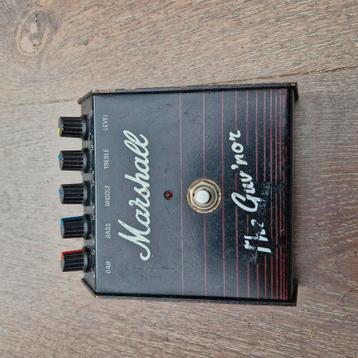 GAIN
BASS
MIDDLE
TREBLE
LEVEL
Marshall
The Guv'nor